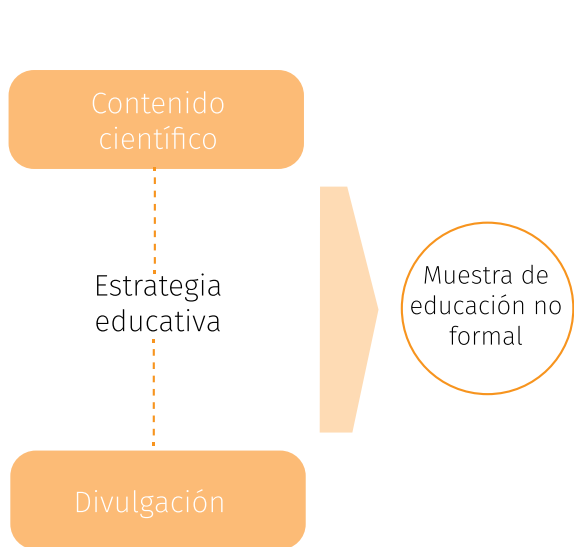 Contenido
científico
Estrategia
educativa
Muestra de
educación no
formal
Divulgación